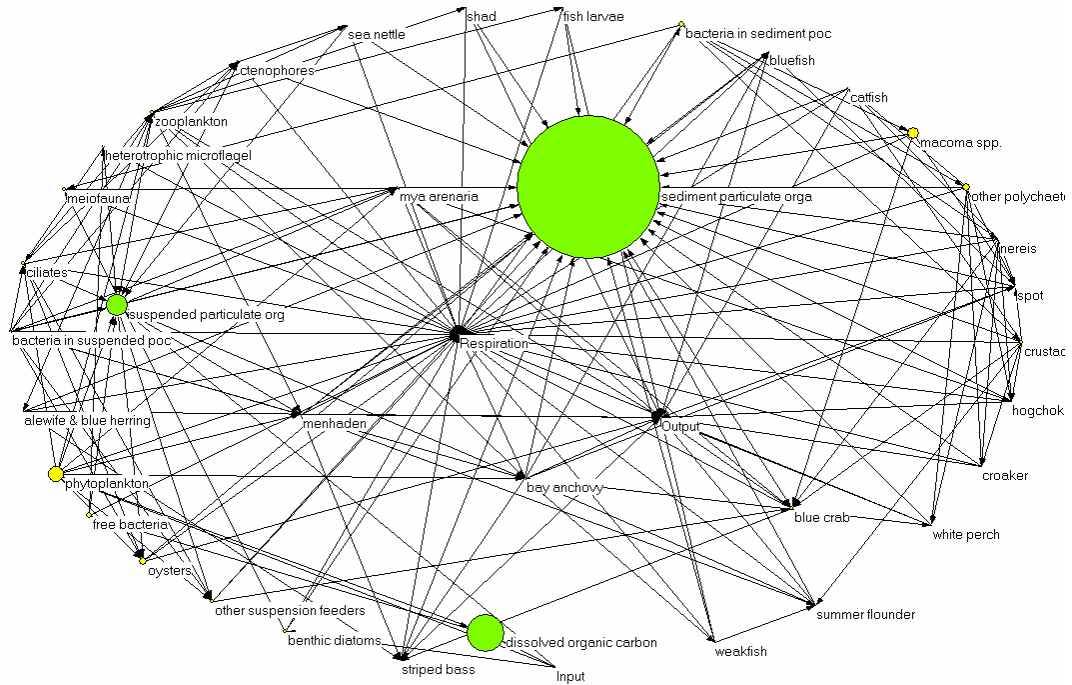 shad
fish larvae
sea nettle
bacteria in sediment poc
bluefish
ctenophores
catfish
zooplankton
macoma spp.
heterotrophic microflagel
meiofauna
mya arenaria
sediment particulate orga
other polychaete
nereis
ciliates
spot
suspended particulate org
bacteria in suspended poc
Respiration
crustac
alewife & blue herring
menhaden
Output
hogchok
phytoplankton
bay anchovy
croaker
free bacteria
blue crab
white perch
oysters
other suspension feeders
summer flounder
benthic diatoms
dissolved organic carbon
weakfish
striped bass
Input